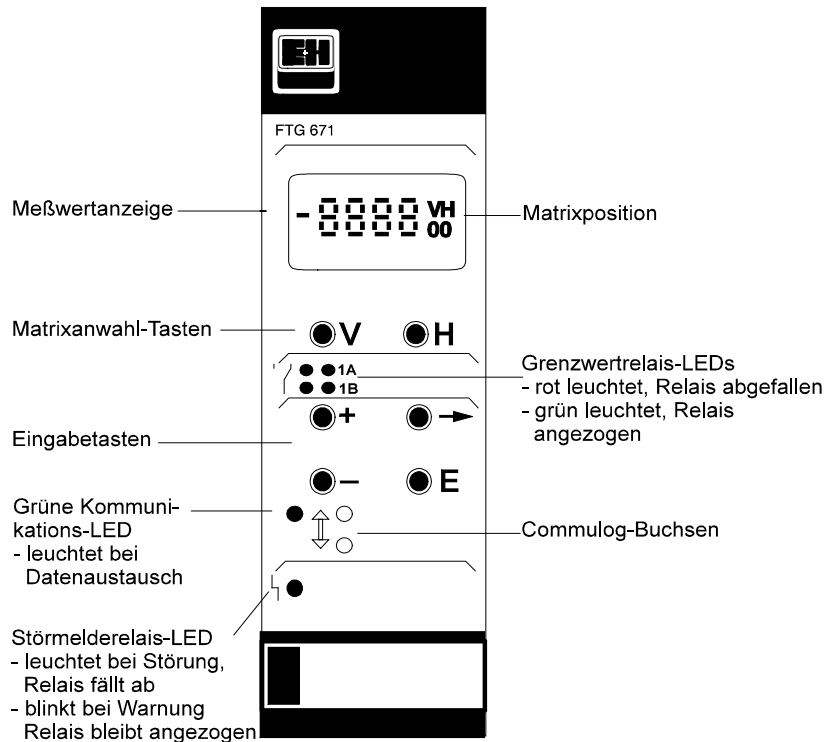 EH
FTG 671
Meßwertanzeige
-8888 VH
00
Matrixposition
Matrixanwahl-Tasten
V
H
1A
1B
Grenzwertrelais-LEDs
- rot leuchtet, Relais abgefallen
- grün leuchtet, Relais
angezogen
+
Eingabetasten
–
E
Grüne Kommuni-
kations-LED
- leuchtet bei
Datenaustausch
Commulog-Buchsen
Störmelderelais-LED
- leuchtet bei Störung,
Relais fällt ab
- blinkt bei Warnung
Relais bleibt angezogen